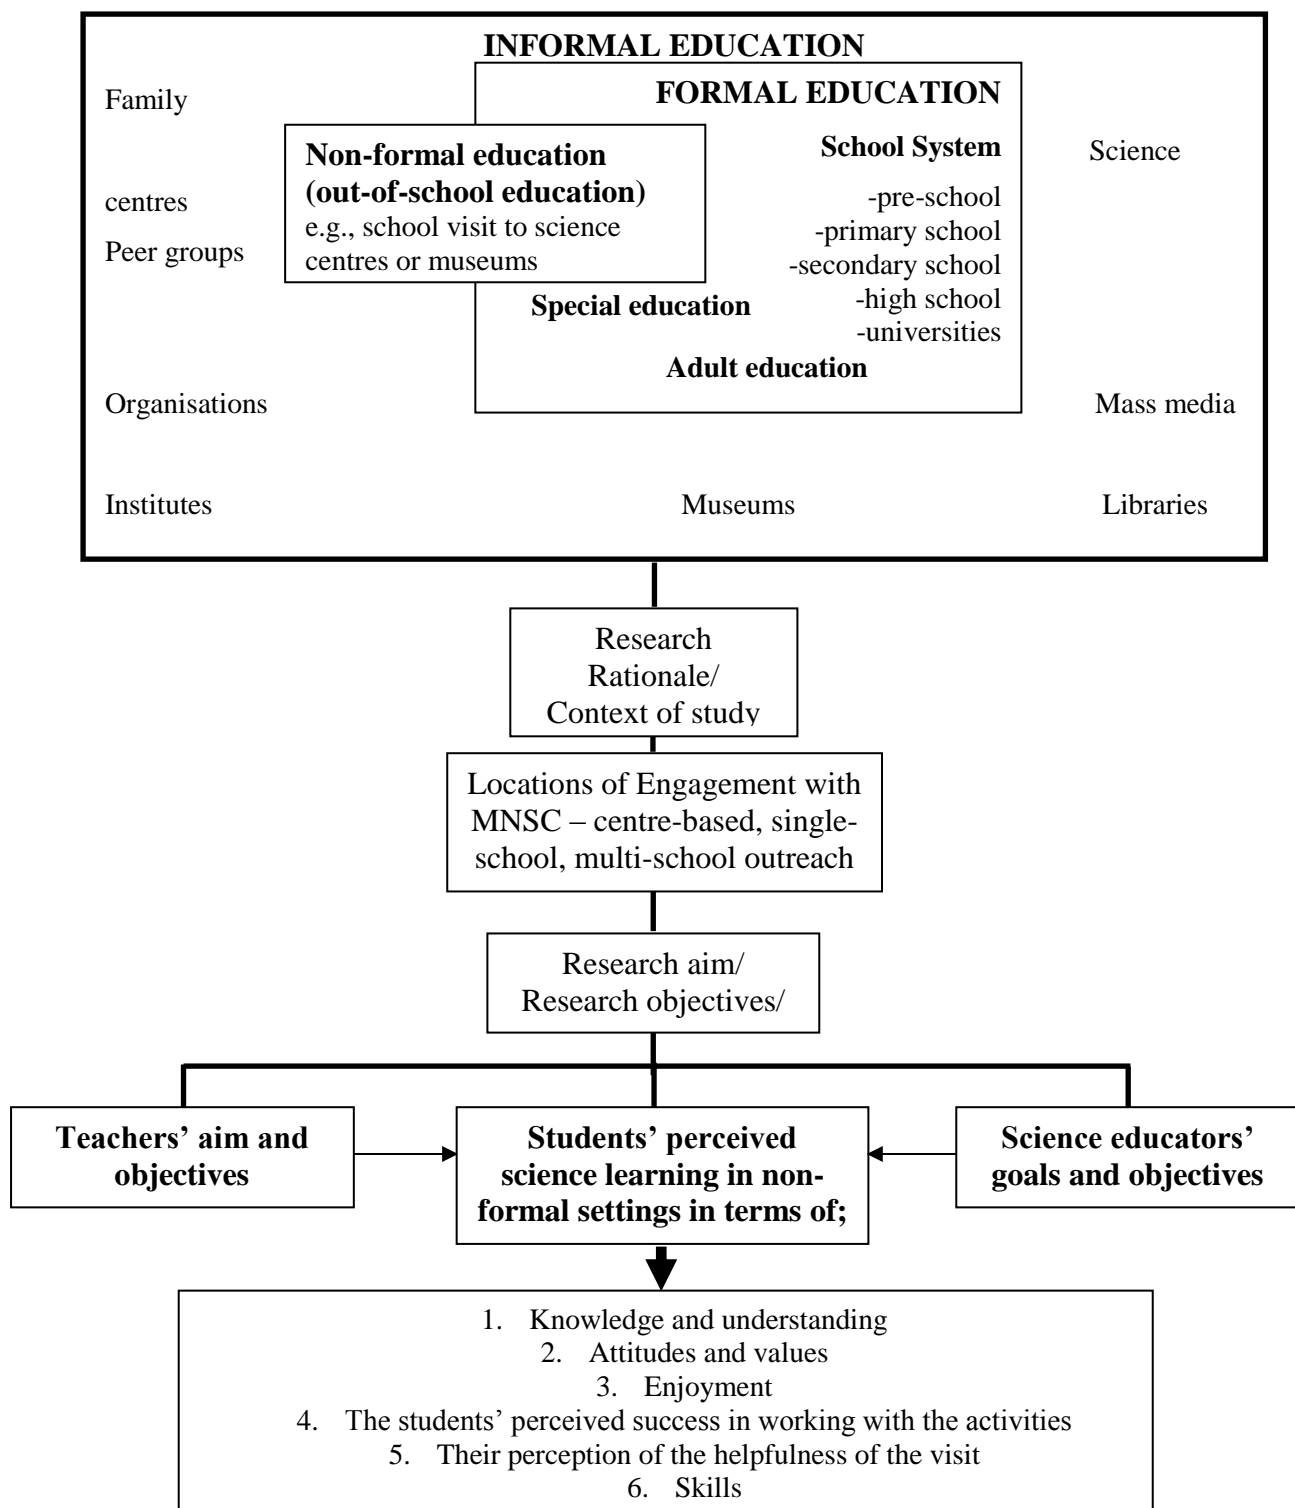 INFORMAL EDUCATION
Family
FORMAL EDUCATION
Non-formal education
(out-of-school education)
e.g., school visit to science
centres or museums
School System
-pre-school
-primary school
-secondary school
-high school
-universities
Special education
Adult education
Science
centres
Peer groups
Organisations
Mass media
Institutes
Museums
Libraries
Research
Rationale/
Context of study
Locations of Engagement with
MNSC – centre-based, single-
school, multi-school outreach
Research aim/
Research objectives/
Teachers’ aim and
objectives
Students’ perceived
science learning in non-
formal settings in terms of;
Science educators’
goals and objectives
1. Knowledge and understanding
2. Attitudes and values
3. Enjoyment
4. The students’ perceived success in working with the activities
5. Their perception of the helpfulness of the visit
6. Skills